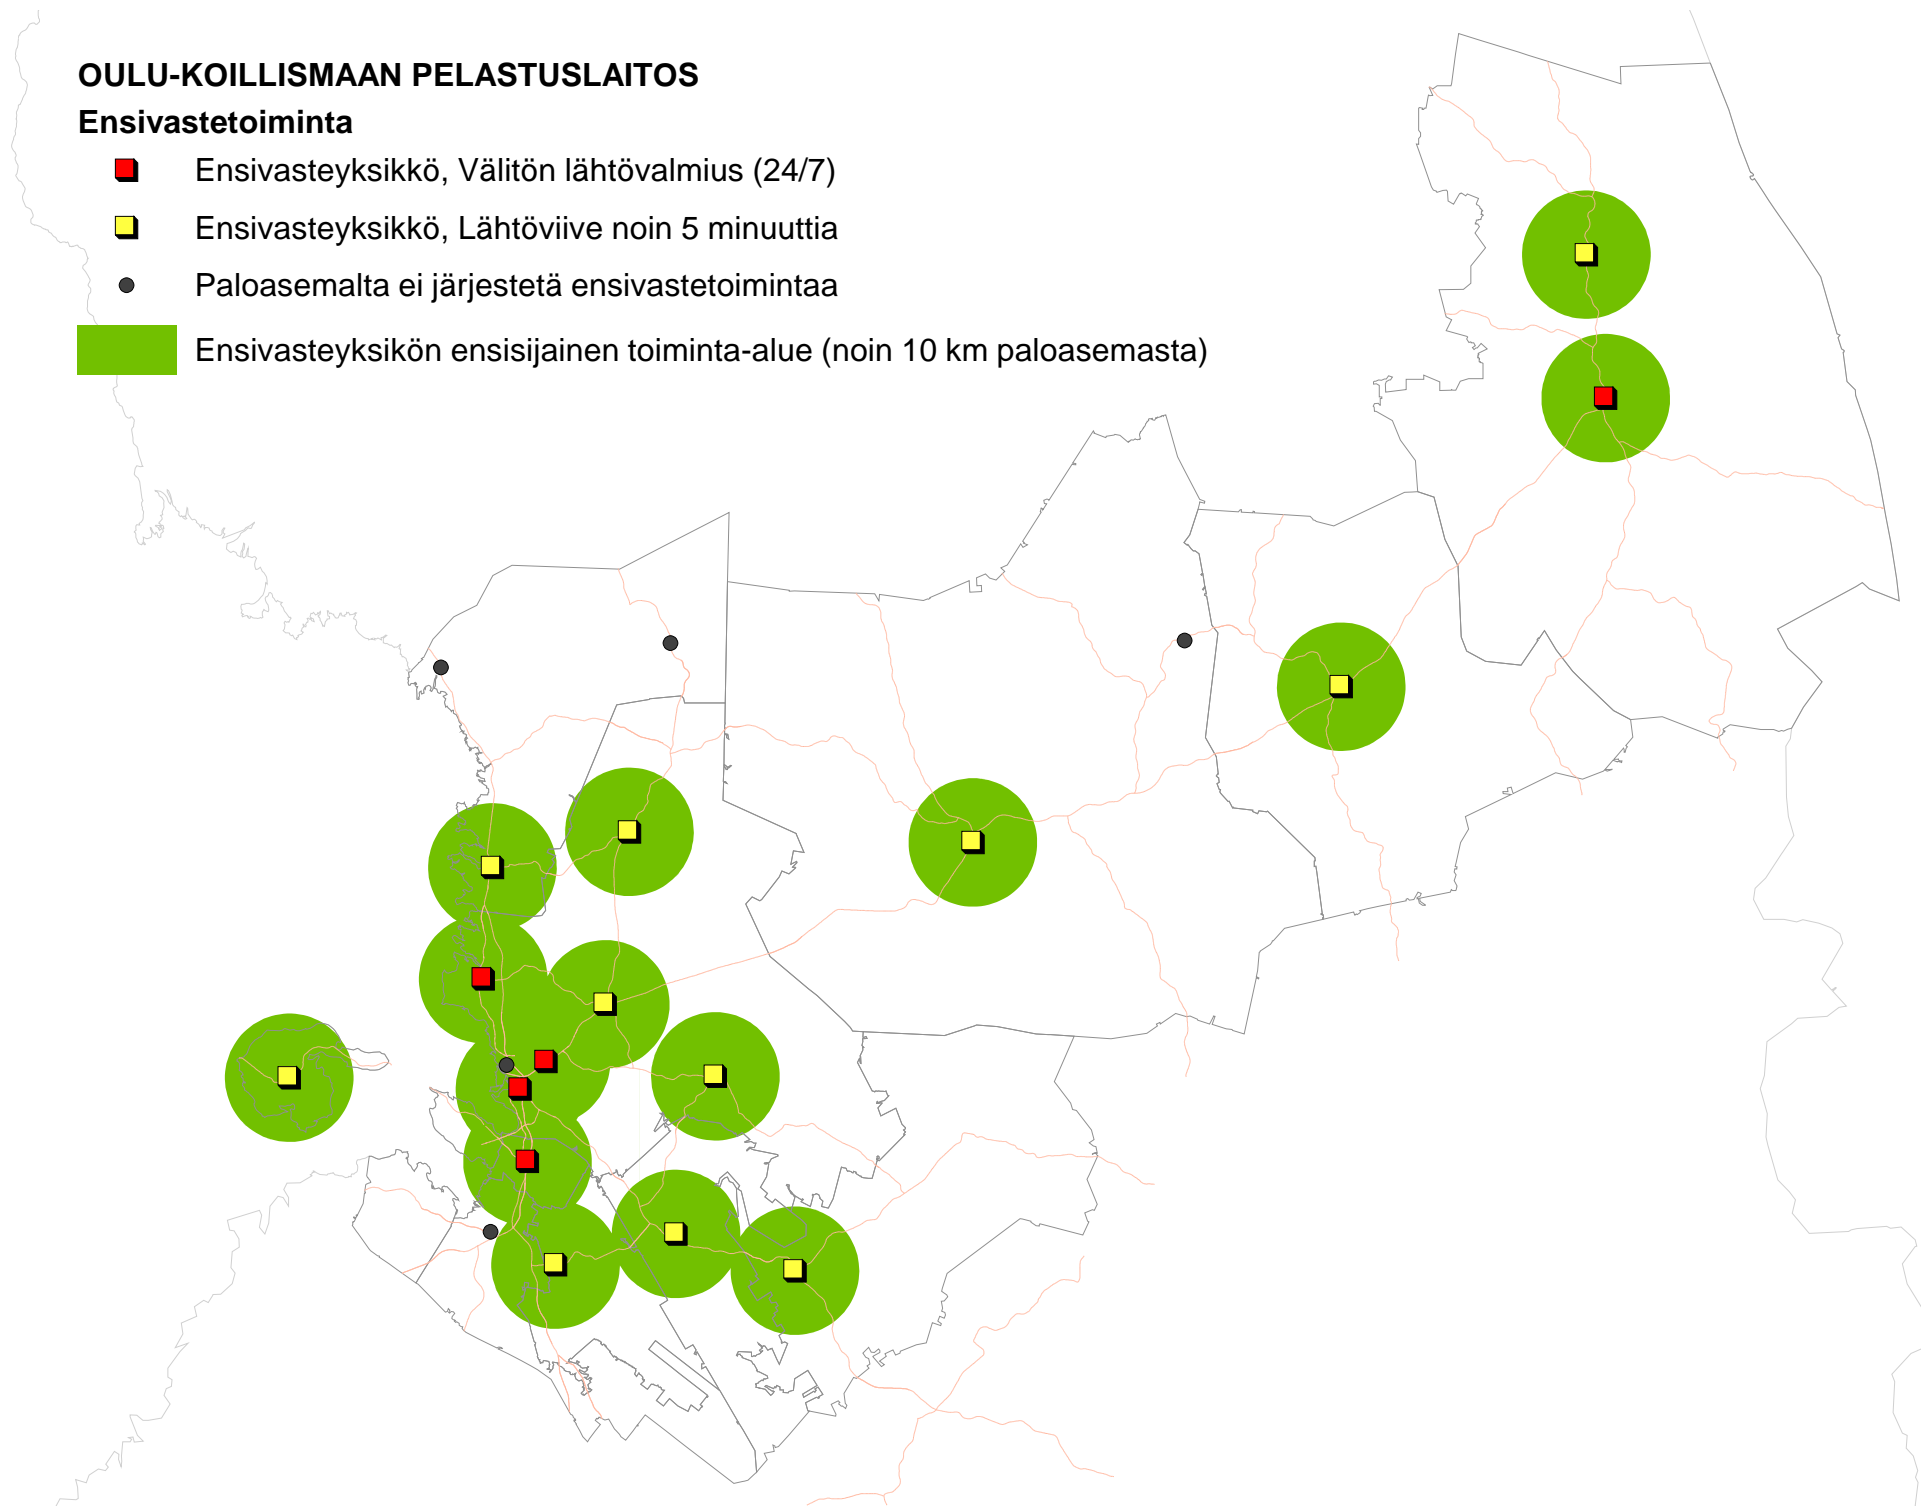 OULU-KOILLISMAAN PELASTUSLAITOS
Ensivastetoiminta
Ensivasteyksikkö, Välitön lähtövalmius (24/7)
Ensivasteyksikkö, Lähtöviive noin 5 minuuttia
Paloasemalta ei järjestetä ensivastetoimintaa
Ensivasteyksikön ensisijainen toiminta-alue (noin 10 km paloasemasta)